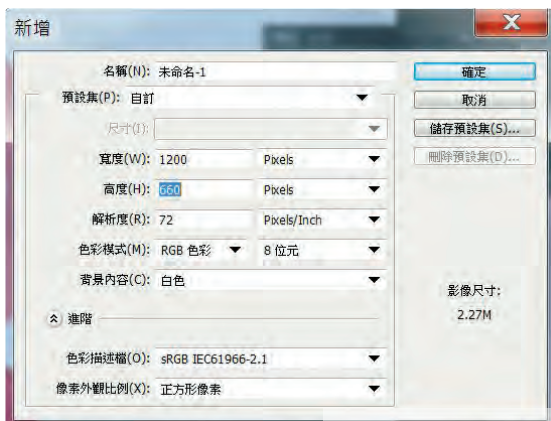 新增
名稱(N): 未命名-1
確定
預設集(P): 自訂
取消
尺寸(I):
儲存預設集(S)...
寬度(W): 1200 Pixels
刪除預設集(D)...
高度(H): 660 Pixels
解析度(R): 72 Pixels/Inch
色彩模式(M): RGB 色彩 8 位元
背景內容(C): 白色
影像尺寸:
進階
2.27M
色彩描述檔(O): sRGB IEC61966-2.1
像素外觀比例(X): 正方形像素